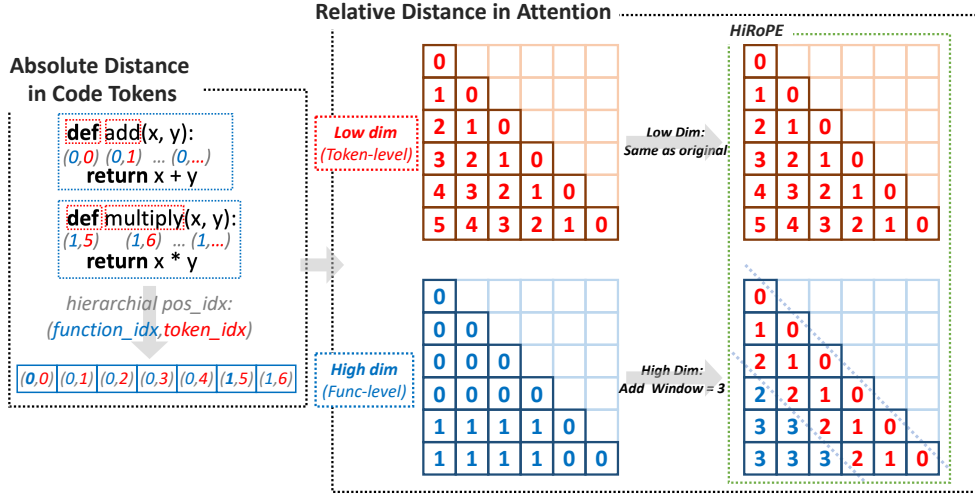 Relative Distance in Attention
HiRoPE
Absolute Distance
in Code Tokens
def add(x, y):
(0,0) (0,1) ... (0,...)
return x + y
def multiply(x, y):
(1,5) (1,6) ... (1,...)
return x * y
hierarchial pos_idx:
(function_idx,token_idx)
(0,0) (0,1) (0,2) (0,3) (0,4) (1,5) (1,6)
Low dim
(Token-level)
0
1 0
2 1 0
3 2 1 0
4 3 2 1 0
5 4 3 2 1 0
Low Dim:
Same as original
0
1 0
2 1 0
3 2 1 0
4 3 2 1 0
5 4 3 2 1 0
High dim
(Func-level)
0
0 0
0 0 0
0 0 0 0
1 1 1 1 0
1 1 1 1 0 0
High Dim:
Add Window = 3
0
1 0
2 1 0
2 2 1 0
3 3 2 1 0
3 3 3 2 1 0